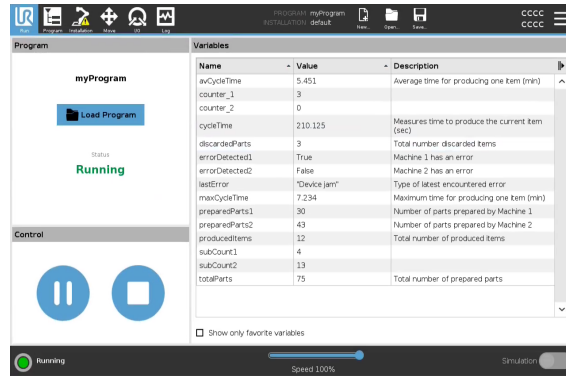 UR
PROGRAM myProgram
INSTALLATION default
CCCC
CCCC
Run Program Installation Move I/O Log New... Open... Save...
Program
myProgram
Load Program
Status
Running
Control
Variables
Name Value Description
avCycleTime 5.451 Average time for producing one item (min)
counter_1 3
counter_2 0
cycleTime 210.125 Measures time to produce the current item
(sec)
discardedParts 3 Total number discarded items
errorDetected1 True Machine 1 has an error
errorDetected2 False Machine 2 has an error
lastError "Device jam" Type of latest encountered error
maxCycleTime 7.234 Maximum time for producing one item (min)
preparedParts1 30 Number of parts prepared by Machine 1
preparedParts2 43 Number of parts prepared by Machine 2
producedItems 12 Total number of produced items
subCount1 4
subCount2 13
totalParts 75 Total number of prepared parts
Show only favorite variables
Running
Speed 100%
Simulation